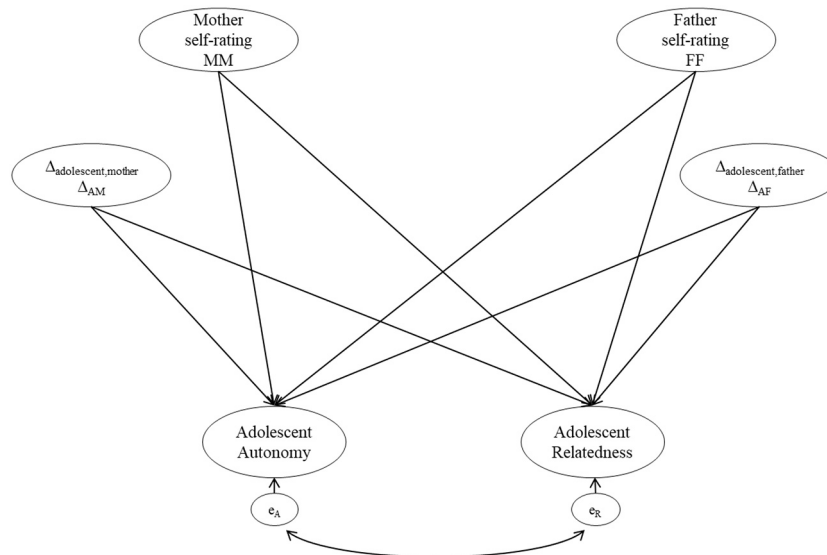 Mother
self-rating
MM
Father
self-rating
FF
Δadolescent,mother
ΔAM
Δadolescent,father
ΔAF
Adolescent
Autonomy
Adolescent
Relatedness
eA
eR